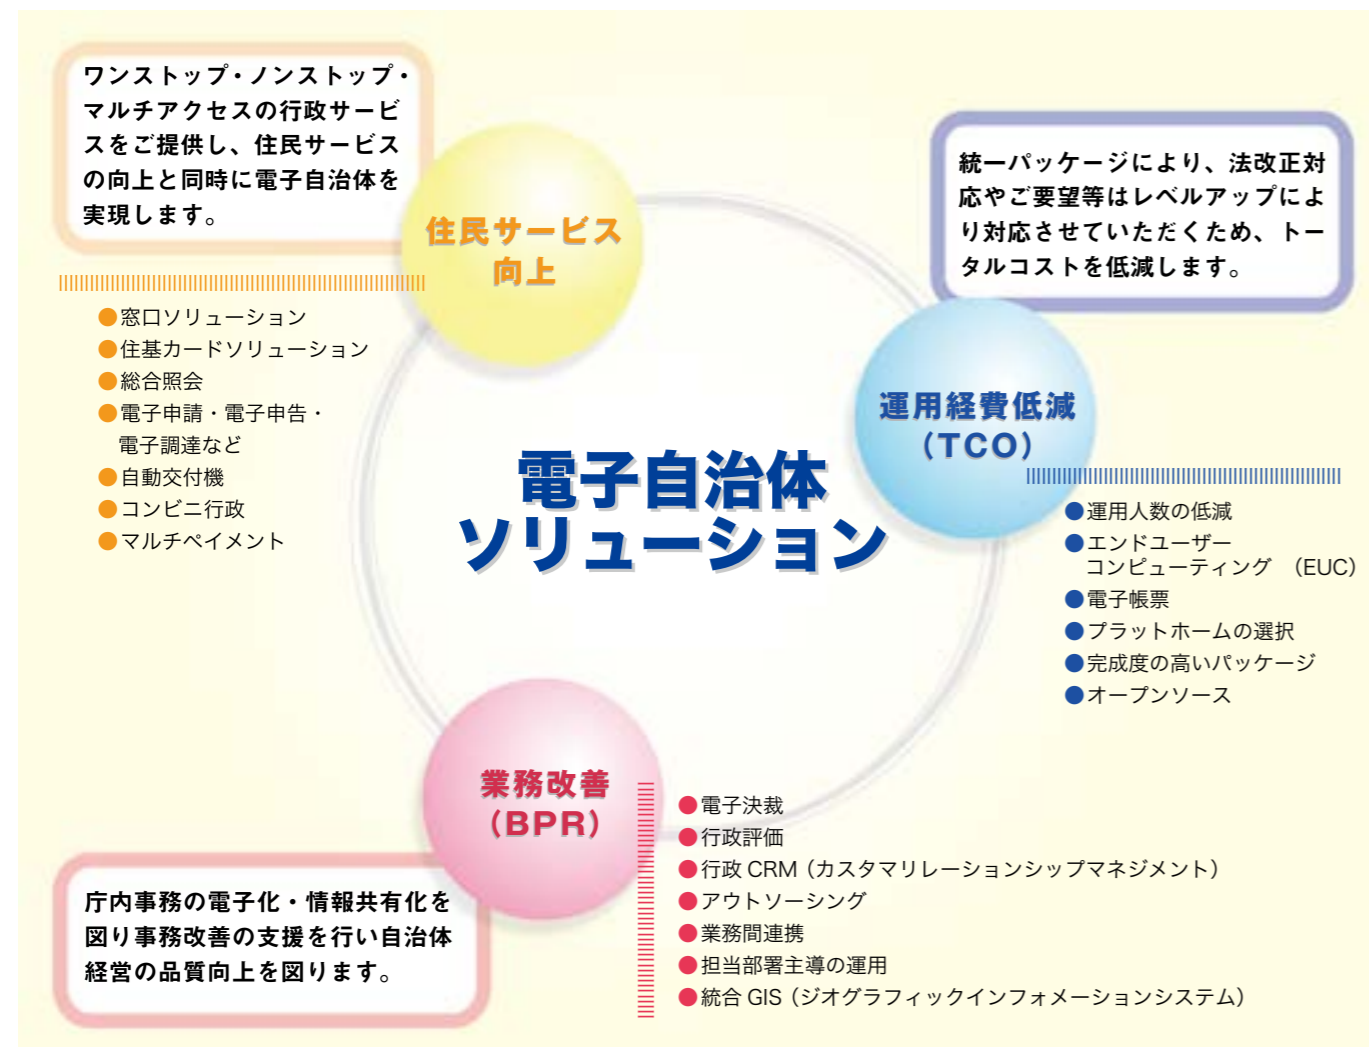 ワンストップ・ノンストップ・
マルチアクセスの行政サービ
スをご提供し、住民サービス
の向上と同時に電子自治体を
実現します。
住民サービス
向上
●窓口ソリューション
●住基カードソリューション
●総合照会
●電子申請・電子申告・
電子調達など
●自動交付機
●コンビニ行政
●マルチペイメント
統一パッケージにより、法改正対
応やご要望等はレベルアップによ
り対応させていただくため、トー
タルコストを低減します。
運用経費低減
（TCO）
●運用人数の低減
●エンドユーザー
コンピューティング （EUC）
●電子帳票
●プラットホームの選択
●完成度の高いパッケージ
●オープンソース
電子自治体
ソリューション
業務改善
（BPR）
庁内事務の電子化・情報共有化を
図り事務改善の支援を行い自治体
経営の品質向上を図ります。
●電子決裁
●行政評価
●行政 CRM（カスタマリレーションシップマネジメント）
●アウトソーシング
●業務間連携
●担当部署主導の運用
●統合 GIS（ジオグラフィックインフォメーションシステム）